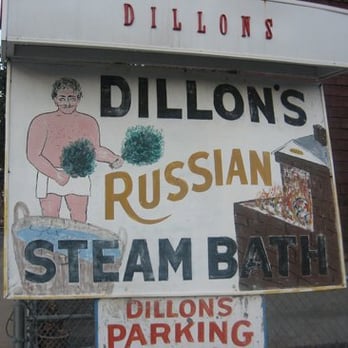 DILLONS
DILLON'S
RUSSIAN
STEAM BATH
DILLONS
PARKING